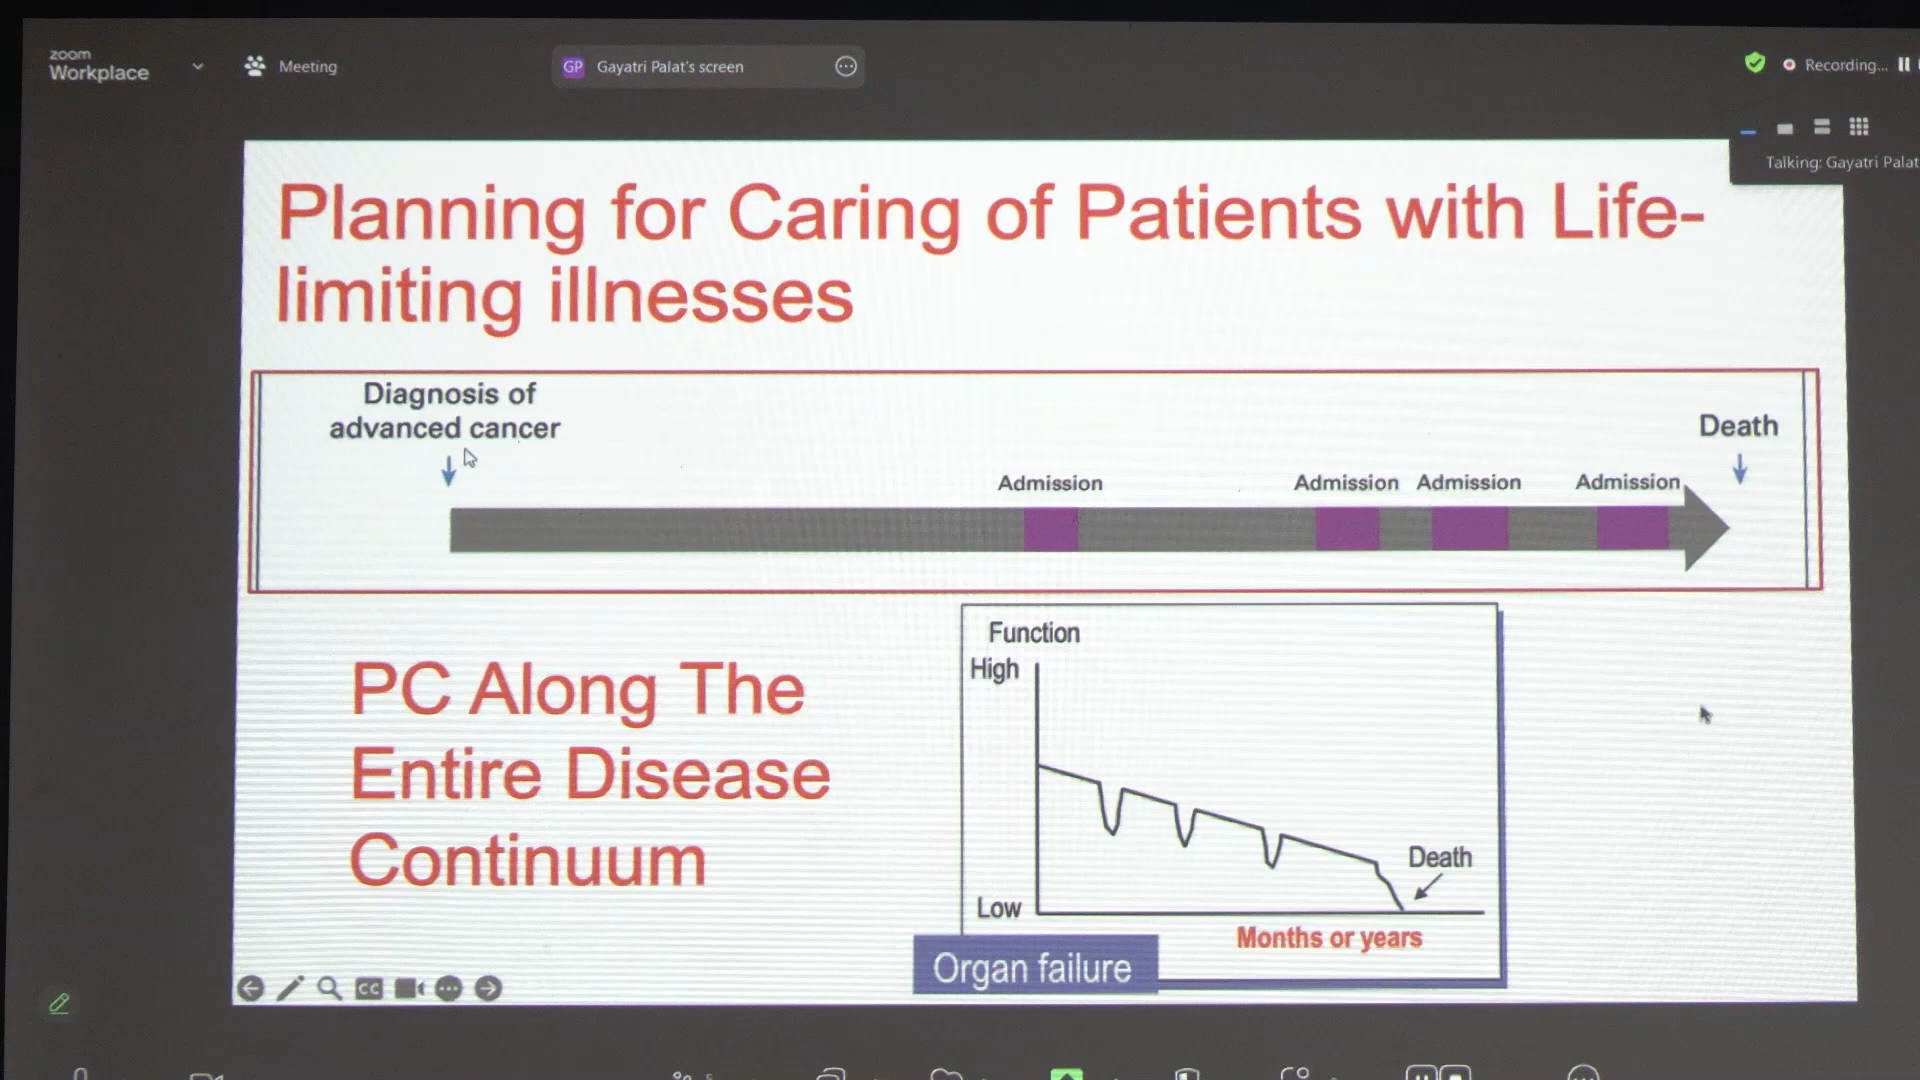 zoom
Workplace
Meeting
GP Gayatri Palat's screen
Recording...
Talking: Gayatri Palat
Planning for Caring of Patients with Life-
limiting illnesses
Diagnosis of
advanced cancer
Death
Admission Admission Admission Admission
PC Along The
Entire Disease
Continuum
Function
High
Death
Low
Months or years
Organ failure
CC